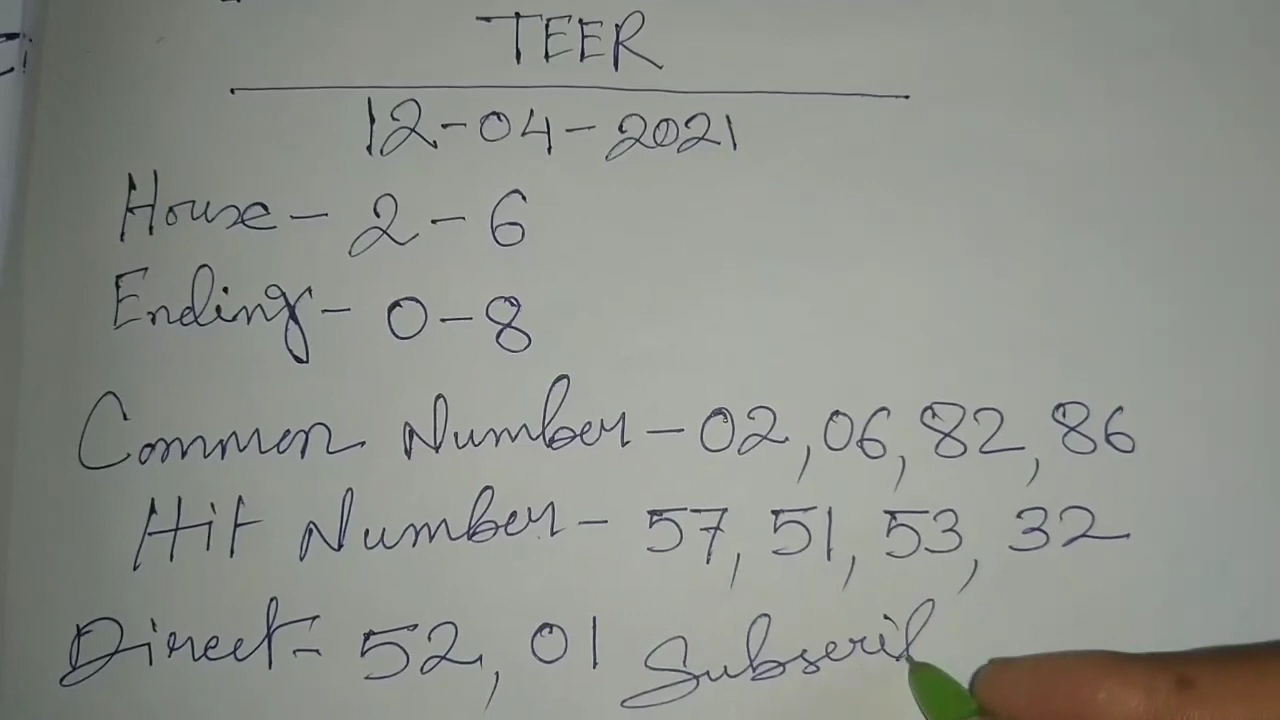 TEER
12-04-2021
House - 2 - 6
Ending - 0 - 8
Common Number - 02, 06, 82, 86
Hit Number - 57, 51, 53, 32
Direct - 52, 01